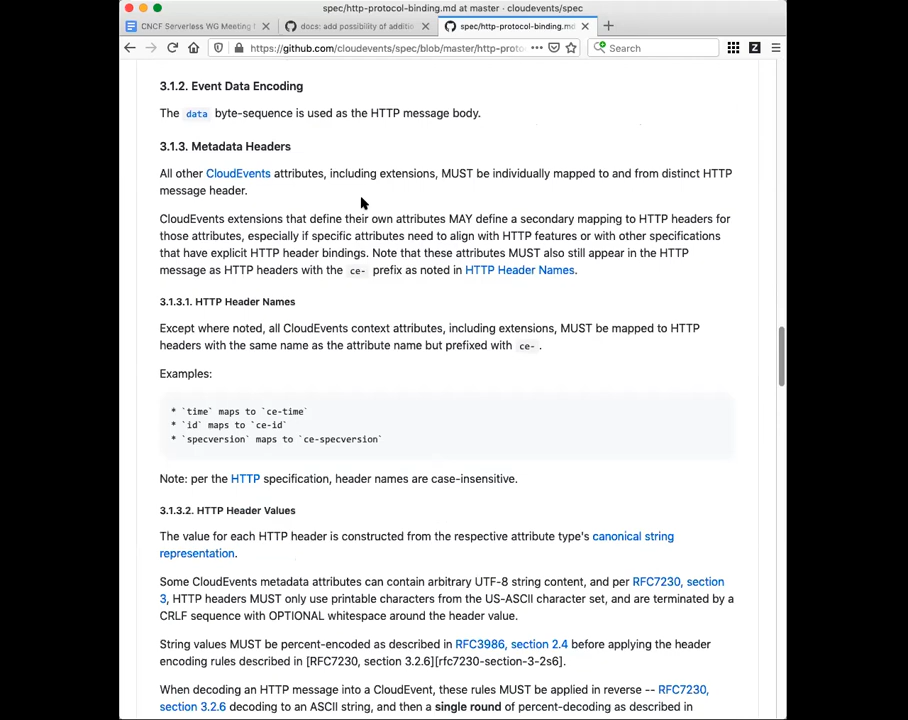 spec/http-protocol-binding.md at master · cloudevents/spec
CNCF Serverless WG Meeting
docs: add possibility of additio
spec/http-protocol-binding.md
https://github.com/cloudevents/spec/blob/master/http-proto
Search
3.1.2. Event Data Encoding
The data byte-sequence is used as the HTTP message body.
3.1.3. Metadata Headers
All other CloudEvents attributes, including extensions, MUST be individually mapped to and from distinct HTTP
message header.
CloudEvents extensions that define their own attributes MAY define a secondary mapping to HTTP headers for
those attributes, especially if specific attributes need to align with HTTP features or with other specifications
that have explicit HTTP header bindings. Note that these attributes MUST also still appear in the HTTP
message as HTTP headers with the ce- prefix as noted in HTTP Header Names.
3.1.3.1. HTTP Header Names
Except where noted, all CloudEvents context attributes, including extensions, MUST be mapped to HTTP
headers with the same name as the attribute name but prefixed with ce- .
Examples:
* `time` maps to `ce-time`
* `id` maps to `ce-id`
* `specversion` maps to `ce-specversion`
Note: per the HTTP specification, header names are case-insensitive.
3.1.3.2. HTTP Header Values
The value for each HTTP header is constructed from the respective attribute type's canonical string
representation.
Some CloudEvents metadata attributes can contain arbitrary UTF-8 string content, and per RFC7230, section
3, HTTP headers MUST only use printable characters from the US-ASCII character set, and are terminated by a
CRLF sequence with OPTIONAL whitespace around the header value.
String values MUST be percent-encoded as described in RFC3986, section 2.4 before applying the header
encoding rules described in [RFC7230, section 3.2.6][rfc7230-section-3-2s6].
When decoding an HTTP message into a CloudEvent, these rules MUST be applied in reverse -- RFC7230,
section 3.2.6 decoding to an ASCII string, and then a single round of percent-decoding as described in